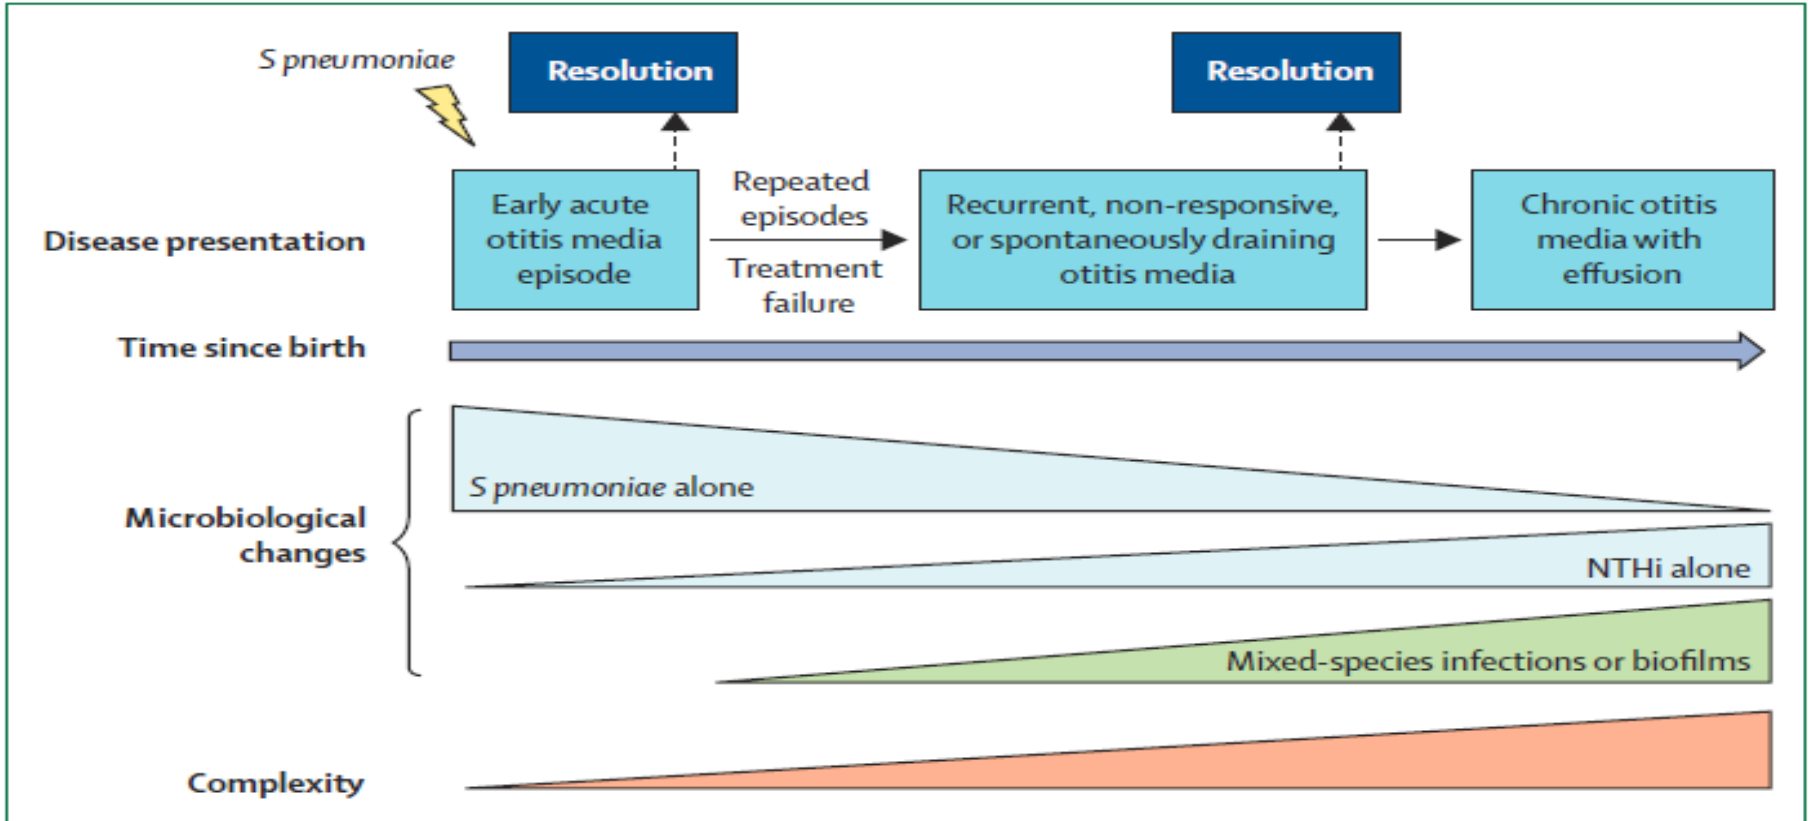 S pneumoniae
Resolution
Resolution
Disease presentation
Early acute
otitis media
episode
Repeated
episodes
Treatment
failure
Recurrent, non-responsive,
or spontaneously draining
otitis media
Chronic otitis
media with
effusion
Time since birth
Microbiological
changes
S pneumoniae alone
NTHi alone
Mixed-species infections or biofilms
Complexity